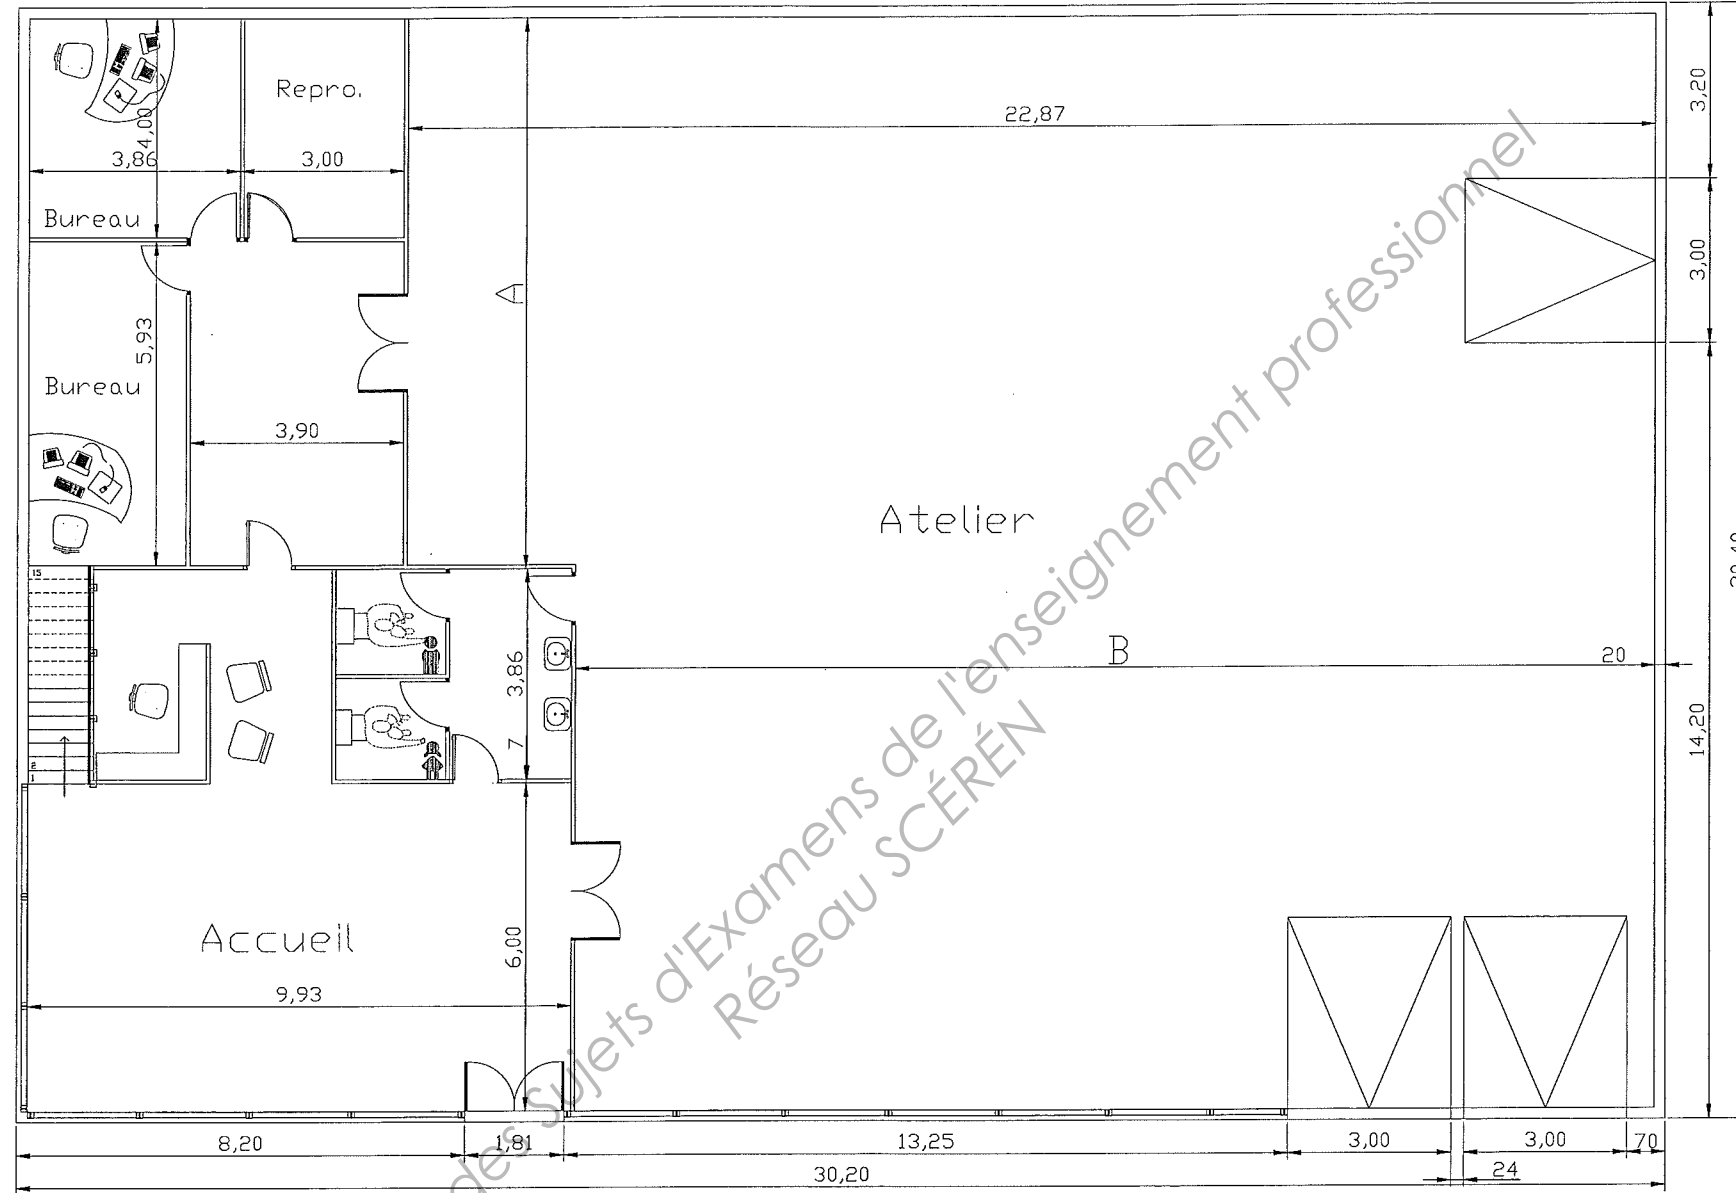 Repro.
3,20
22,87
4,00
3,86
3,00
Bureau
3,00
A
5,93
Bureau
3,90
Atelier
15
3,86
B
20
14,20
7
2
1
Accueil
6,00
9,93
8,20
1,81
13,25
3,00
3,00
70
30,20
24
des Sujets d'Examens de l'enseignement professionnel
Réseau SCÉRÉN